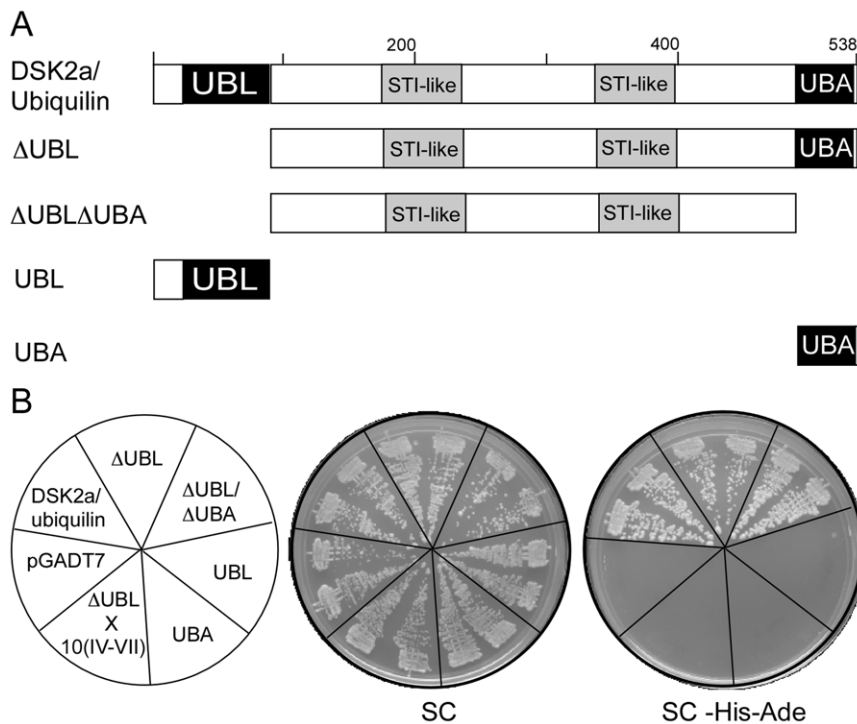 A
200 400 538
DSK2a/
Ubiquilin
UBL STI-like STI-like UBA
ΔUBL
STI-like STI-like UBA
ΔUBLΔUBA
STI-like STI-like
UBL
UBL
UBA
UBA
B
ΔUBL
DSK2a/
ubiquilin
ΔUBL/
ΔUBA
pGADT7
UBL
ΔUBL
X
10(IV-VII)
UBA
SC
SC -His-Ade